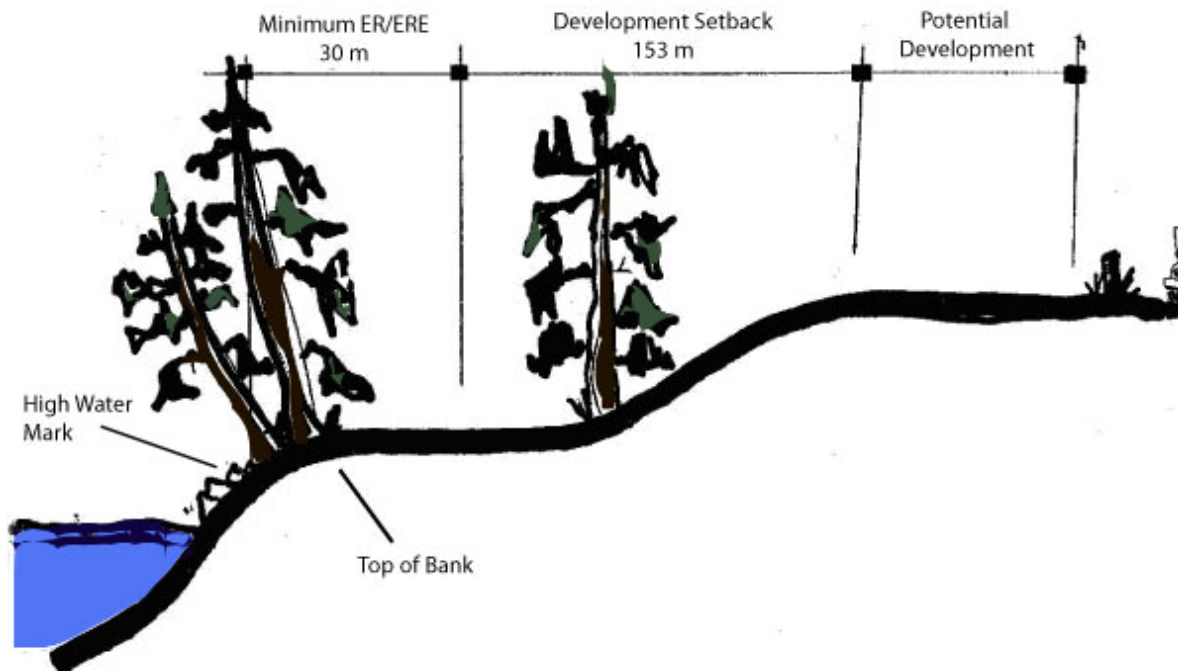 Minimum ER/ERE
30 m
Development Setback
153 m
Potential
Development
High Water
Mark
Top of Bank